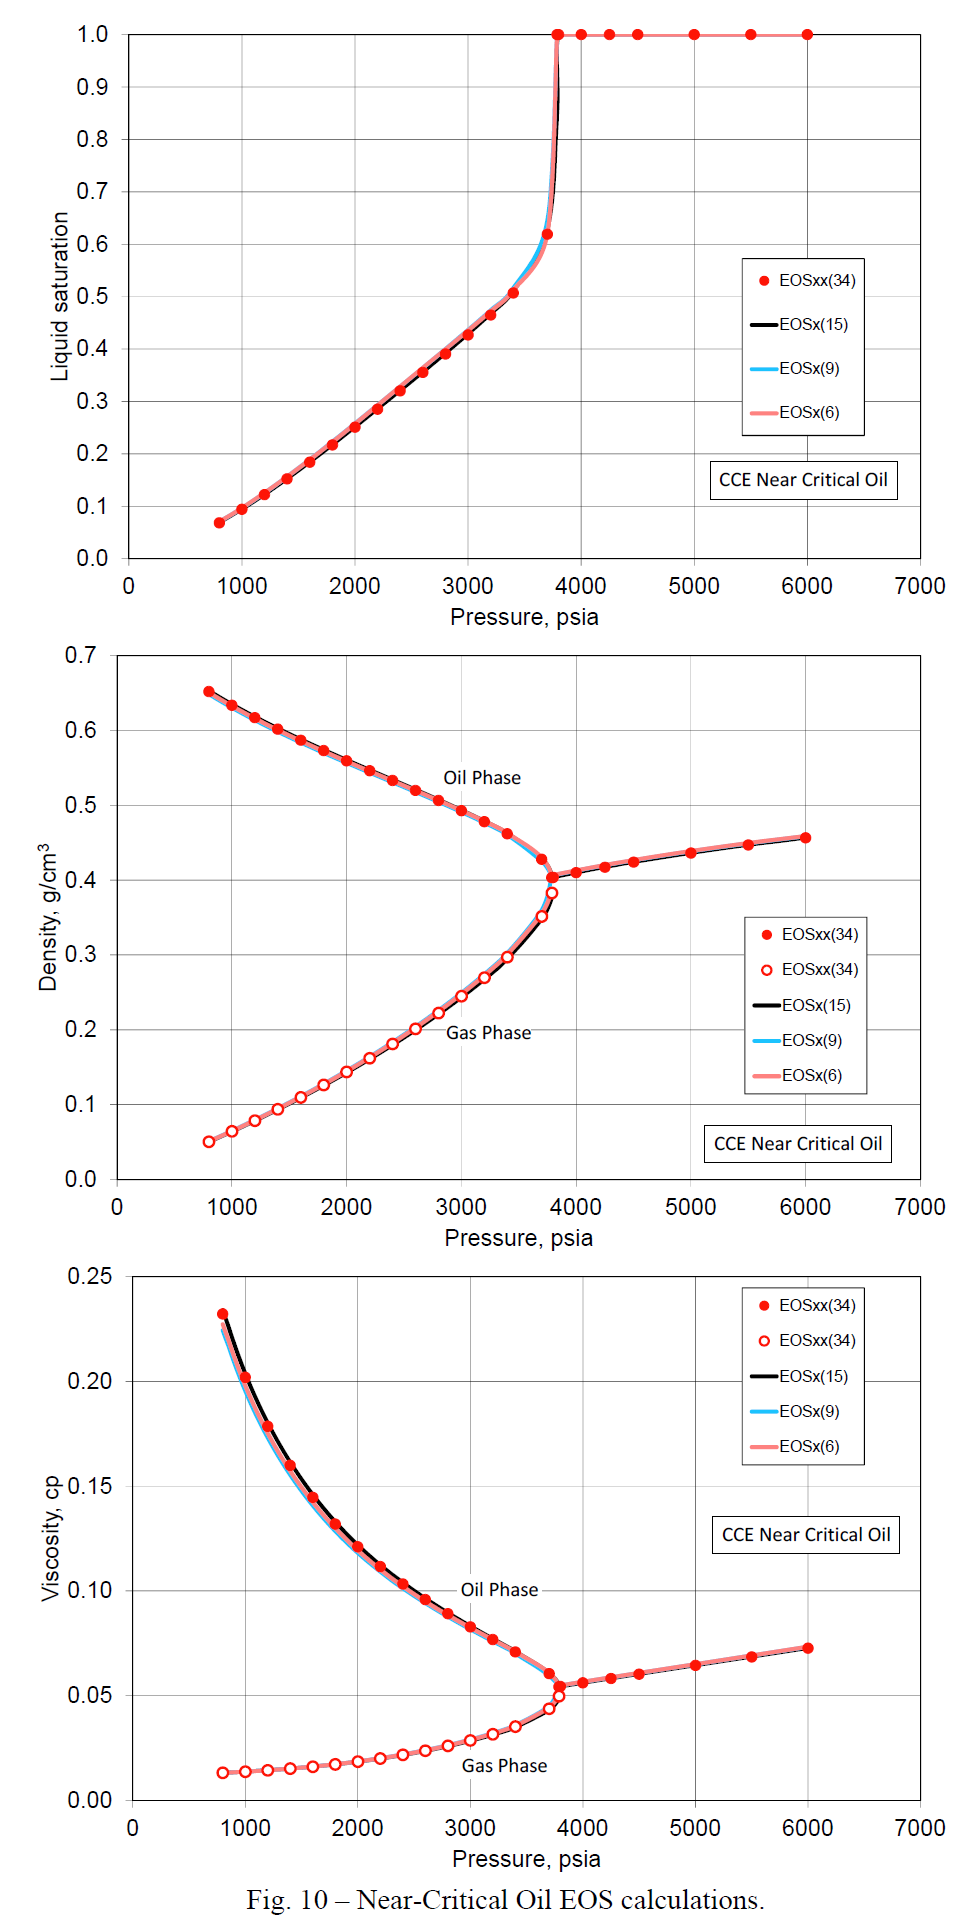 1.0
0.9
0.8
0.7
0.6
0.5
0.4
0.3
0.2
0.1
0.0
Liquid saturation
EOSxx(34)
EOSx(15)
EOSx(9)
EOSx(6)
CCE Near Critical Oil
0 1000 2000 3000 4000 5000 6000 7000
Pressure, psia
0.7
0.6
0.5
0.4
0.3
0.2
0.1
0.0
Density, g/cm³
Oil Phase
Gas Phase
EOSxx(34)
EOSxx(34)
EOSx(15)
EOSx(9)
EOSx(6)
CCE Near Critical Oil
0 1000 2000 3000 4000 5000 6000 7000
Pressure, psia
0.25
0.20
0.15
0.10
0.05
0.00
Viscosity, cp
EOSxx(34)
EOSxx(34)
EOSx(15)
EOSx(9)
EOSx(6)
CCE Near Critical Oil
Oil Phase
Gas Phase
0 1000 2000 3000 4000 5000 6000 7000
Pressure, psia
Fig. 10 – Near-Critical Oil EOS calculations.